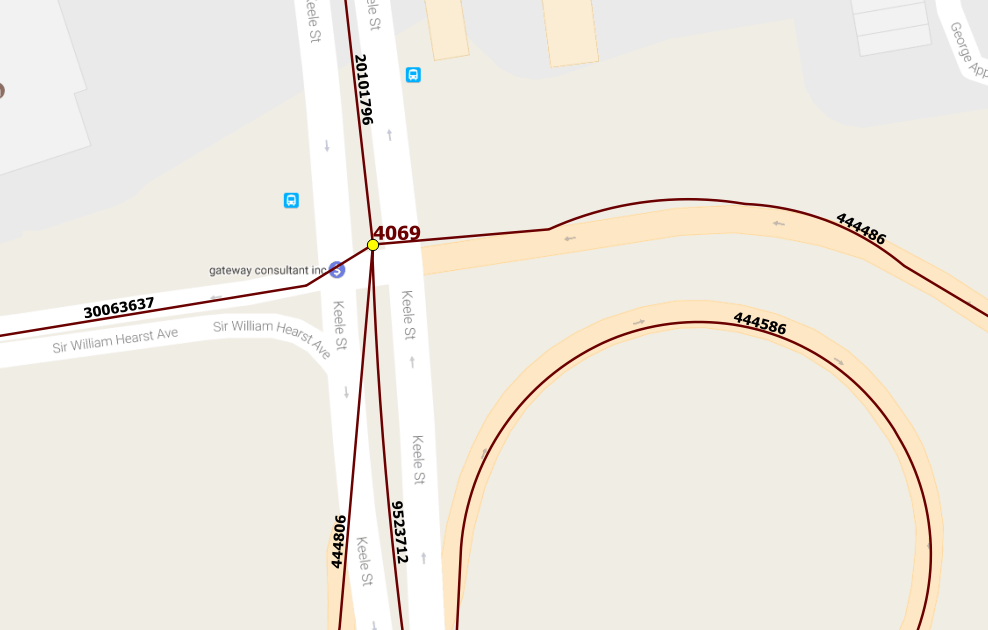 Keele St
Keele St
20101796
George App
4069
444486
gateway consultant inc
30063637
Sir William Hearst Ave
Sir William Hearst Ave
Keele St
Keele St
444586
Keele St
444806
9523712
Keele St